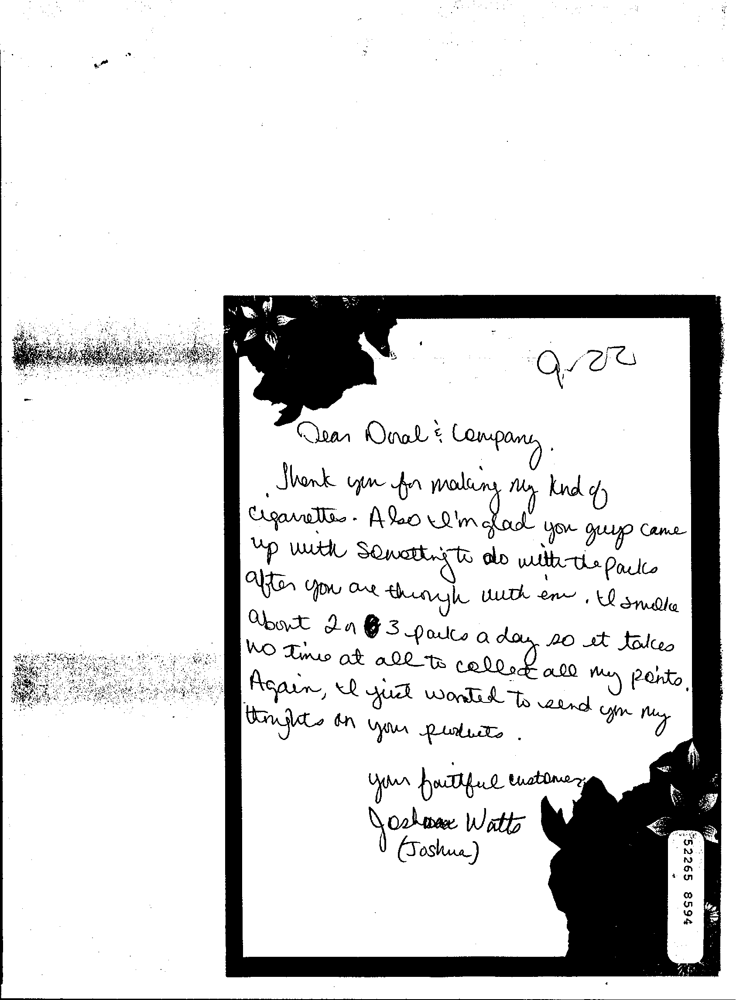 9-22
Dear Doral & Company.
Thank you for making my kind of
cigarettes. Also I'm glad you guys came
up with something to do with the packs
after you are through with em. I smoke
about 2 or 3 packs a day so it takes
no time at all to collect all my points.
Again, I just wanted to send you my
thoughts on your products.
your faithful customer,
Joshua Watts
(Joshua)
52265 8594